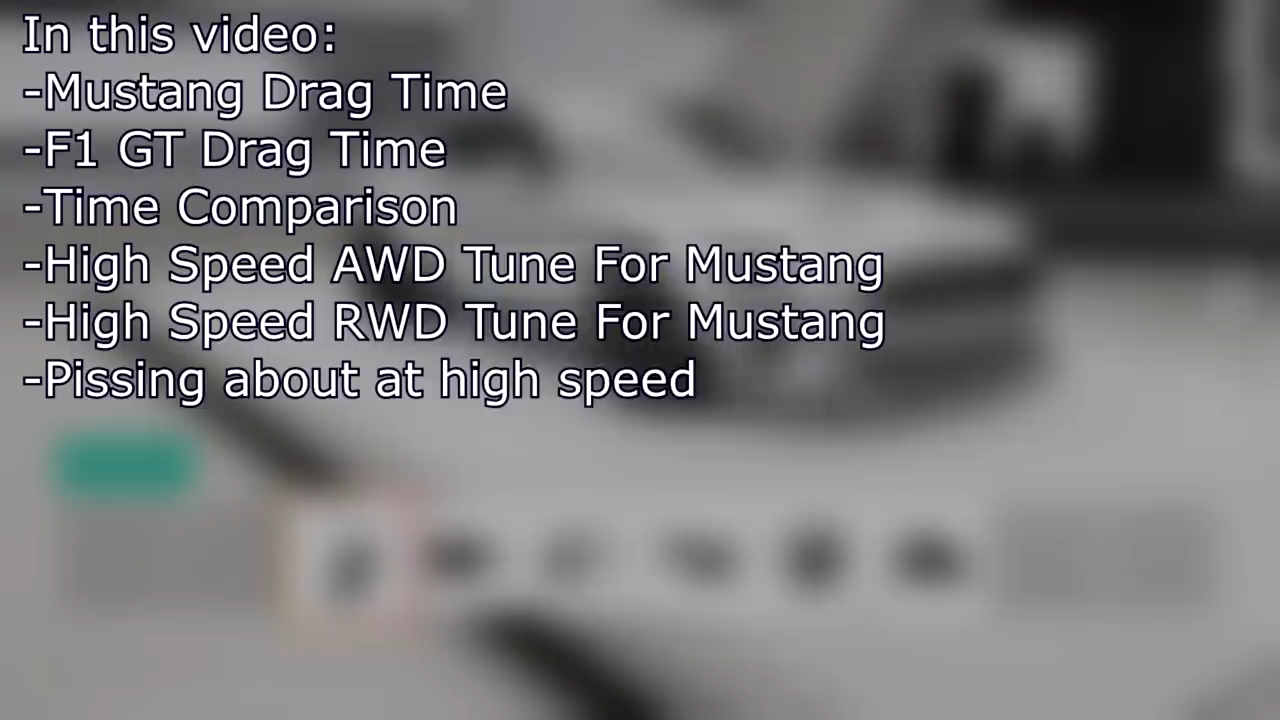 In this video:
-Mustang Drag Time
-F1 GT Drag Time
-Time Comparison
-High Speed AWD Tune For Mustang
-High Speed RWD Tune For Mustang
-Pissing about at high speed